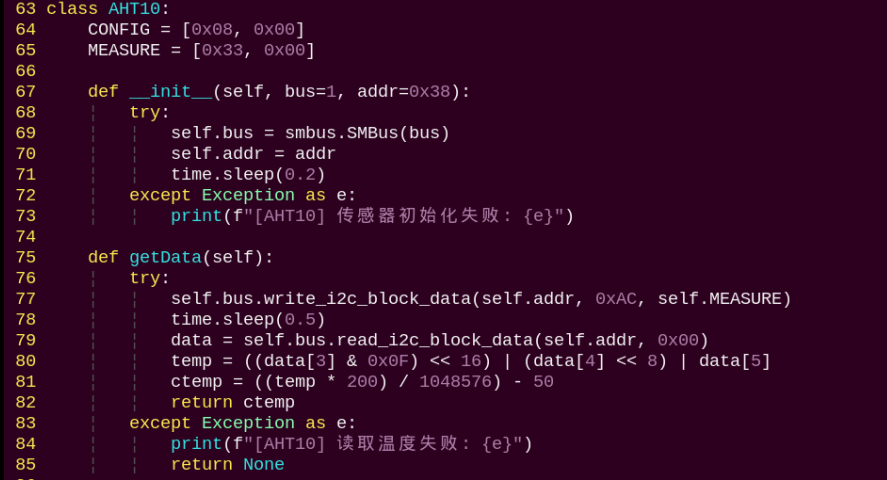 63 class AHT10:
64     CONFIG = [0x08, 0x00]
65     MEASURE = [0x33, 0x00]
66
67     def __init__(self, bus=1, addr=0x38):
68         try:
69             self.bus = smbus.SMBus(bus)
70             self.addr = addr
71             time.sleep(0.2)
72         except Exception as e:
73             print(f"[AHT10] 传感器初始化失败: {e}")
74
75     def getData(self):
76         try:
77             self.bus.write_i2c_block_data(self.addr, 0xAC, self.MEASURE)
78             time.sleep(0.5)
79             data = self.bus.read_i2c_block_data(self.addr, 0x00)
80             temp = ((data[3] & 0x0F) << 16) | (data[4] << 8) | data[5]
81             ctemp = ((temp * 200) / 1048576) - 50
82             return ctemp
83         except Exception as e:
84             print(f"[AHT10] 读取温度失败: {e}")
85             return None